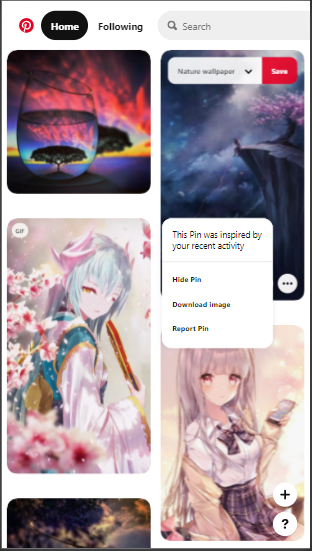 Home
Following
Search
Nature wallpaper
Save
GIF
This Pin was inspired by
your recent activity
Hide Pin
Download image
Report Pin
+
?